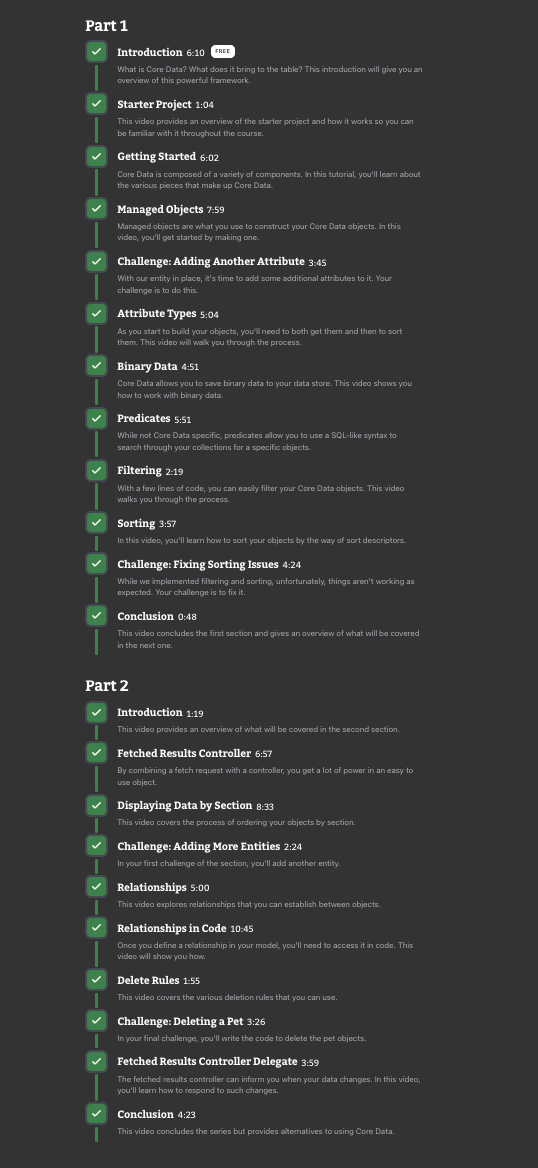 Part 1
Introduction 6:10 FREE
What is Core Data? What does it bring to the table? This introduction will give you an
overview of this powerful framework.
Starter Project 1:04
This video provides an overview of the starter project and how it works so you can
be familiar with it throughout the course.
Getting Started 6:02
Core Data is composed of a variety of components. In this tutorial, you'll learn about
the various pieces that make up Core Data.
Managed Objects 7:59
Managed objects are what you use to construct your Core Data objects. In this
video, you'll get started by making one.
Challenge: Adding Another Attribute 3:45
With our entity in place, it's time to add some additional attributes to it. Your
challenge is to do this.
Attribute Types 5:04
As you start to build your objects, you'll need to both get them and then to sort
them. This video will walk you through the process.
Binary Data 4:51
Core Data allows you to save binary data to your data store. This video shows you
how to work with binary data.
Predicates 5:51
While not Core Data specific, predicates allow you to use a SQL-like syntax to
search through your collections for a specific objects.
Filtering 2:19
With a few lines of code, you can easily filter your Core Data objects. This video
walks you through the process.
Sorting 3:57
In this video, you'll learn how to sort your objects by the way of sort descriptors.
Challenge: Fixing Sorting Issues 4:24
While we implemented filtering and sorting, unfortunately, things aren't working as
expected. Your challenge is to fix it.
Conclusion 0:48
This video concludes the first section and gives an overview of what will be covered
in the next one.
Part 2
Introduction 1:19
This video provides an overview of what will be covered in the second section.
Fetched Results Controller 6:57
By combining a fetch request with a controller, you get a lot of power in an easy to
use object.
Displaying Data by Section 8:33
This video covers the process of ordering your objects by section.
Challenge: Adding More Entities 2:24
In your first challenge of the section, you'll add another entity.
Relationships 5:00
This video explores relationships that you can establish between objects.
Relationships in Code 10:45
Once you define a relationship in your model, you'll need to access it in code. This
video will show you how.
Delete Rules 1:55
This video covers the various deletion rules that you can use.
Challenge: Deleting a Pet 3:26
In your final challenge, you'll write the code to delete the pet objects.
Fetched Results Controller Delegate 3:59
The fetched results controller can inform you when your data changes. In this video,
you'll learn how to respond to such changes.
Conclusion 4:23
This video concludes the series but provides alternatives to using Core Data.